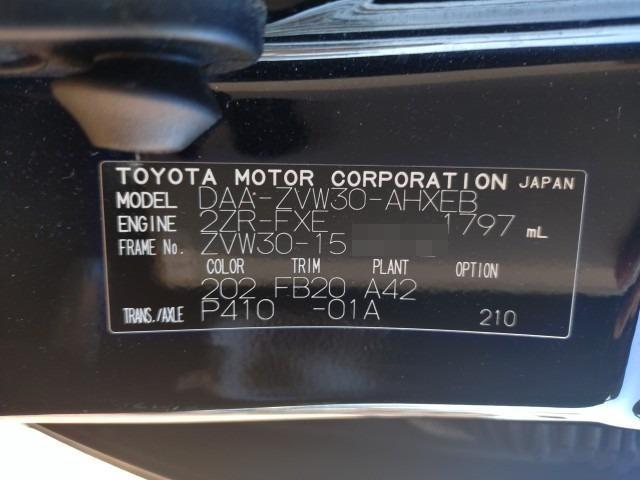 TOYOTA MOTOR CORPORATION JAPAN
MODEL DAA-ZVW30-AHXEB
ENGINE 2ZR-FXE 1797 mL
FRAME No. ZVW30-15
COLOR TRIM PLANT OPTION
202 FB20 A42
TRANS./AXLE P410 -01A 210